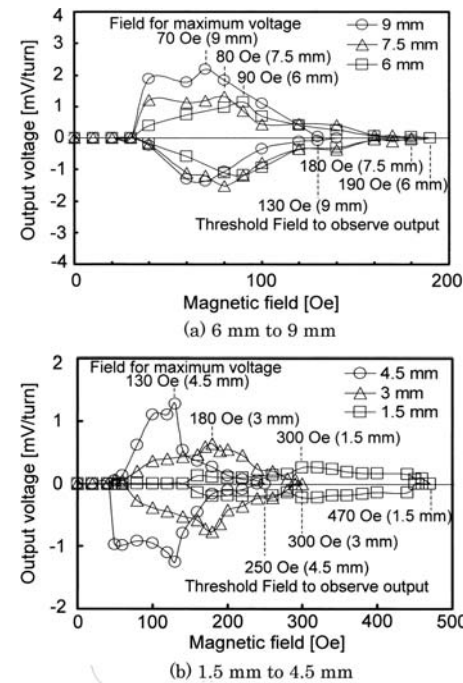 Field for maximum voltage
70 Oe (9 mm)
80 Oe (7.5 mm)
90 Oe (6 mm)
9 mm
7.5 mm
6 mm
4
3
2
1
0
-1
-2
-3
-4
Output voltage [mV/turn]
180 Oe (7.5 mm)
190 Oe (6 mm)
130 Oe (9 mm)
Threshold Field to observe output
0
100
200
Magnetic field [Oe]
(a) 6 mm to 9 mm
Field for maximum voltage
130 Oe (4.5 mm)
180 Oe (3 mm)
300 Oe (1.5 mm)
4.5 mm
3 mm
1.5 mm
2
1
0
-1
-2
Output voltage [mV/turn]
470 Oe (1.5 mm)
300 Oe (3 mm)
250 Oe (4.5 mm)
Threshold Field to observe output
0
100
200
300
400
500
Magnetic field [Oe]
(b) 1.5 mm to 4.5 mm